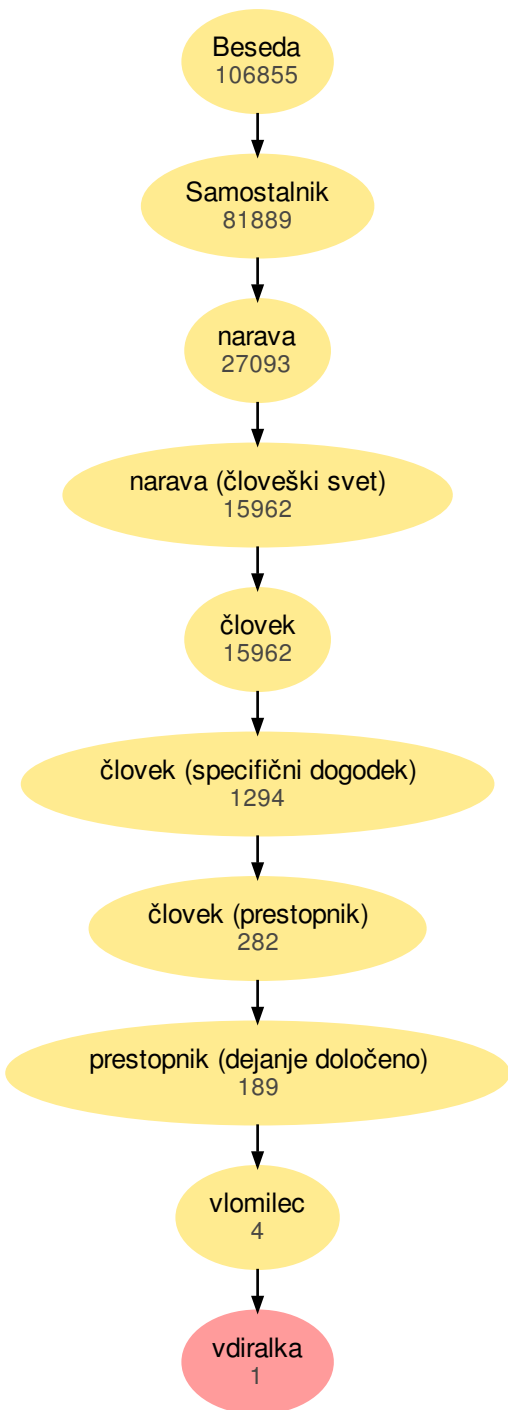 Beseda
106855
Samostalnik
81889
narava
27093
narava (človeški svet)
15962
človek
15962
človek (specifični dogodek)
1294
človek (prestopnik)
282
prestopnik (dejanje določeno)
189
vlomilec
4
vdiralka
1